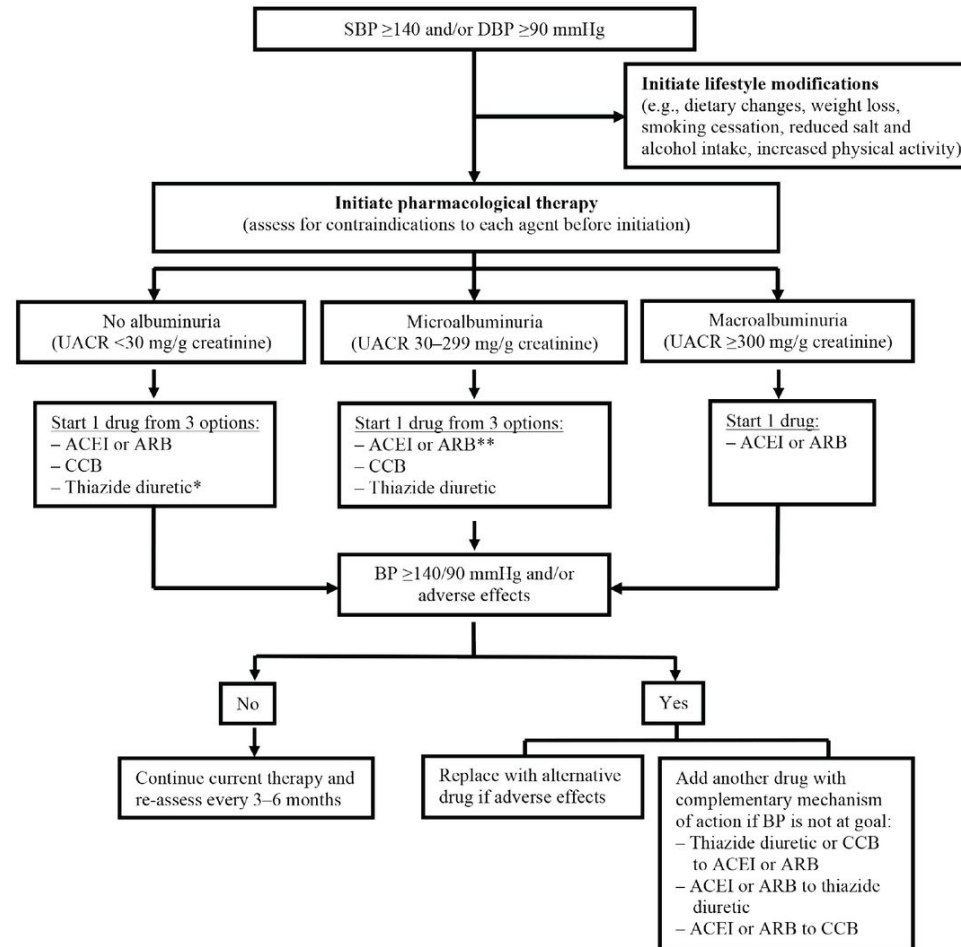 SBP ≥140 and/or DBP ≥90 mmHg
Initiate lifestyle modifications
(e.g., dietary changes, weight loss,
smoking cessation, reduced salt and
alcohol intake, increased physical activity)
Initiate pharmacological therapy
(assess for contraindications to each agent before initiation)
No albuminuria
(UACR <30 mg/g creatinine)
Microalbuminuria
(UACR 30–299 mg/g creatinine)
Macroalbuminuria
(UACR ≥300 mg/g creatinine)
Start 1 drug from 3 options:
– ACEI or ARB
– CCB
– Thiazide diuretic*
Start 1 drug from 3 options:
– ACEI or ARB**
– CCB
– Thiazide diuretic
Start 1 drug:
– ACEI or ARB
BP ≥140/90 mmHg and/or
adverse effects
No
Yes
Continue current therapy and
re-assess every 3–6 months
Replace with alternative
drug if adverse effects
Add another drug with
complementary mechanism
of action if BP is not at goal:
– Thiazide diuretic or CCB
to ACEI or ARB
– ACEI or ARB to thiazide
diuretic
– ACEI or ARB to CCB